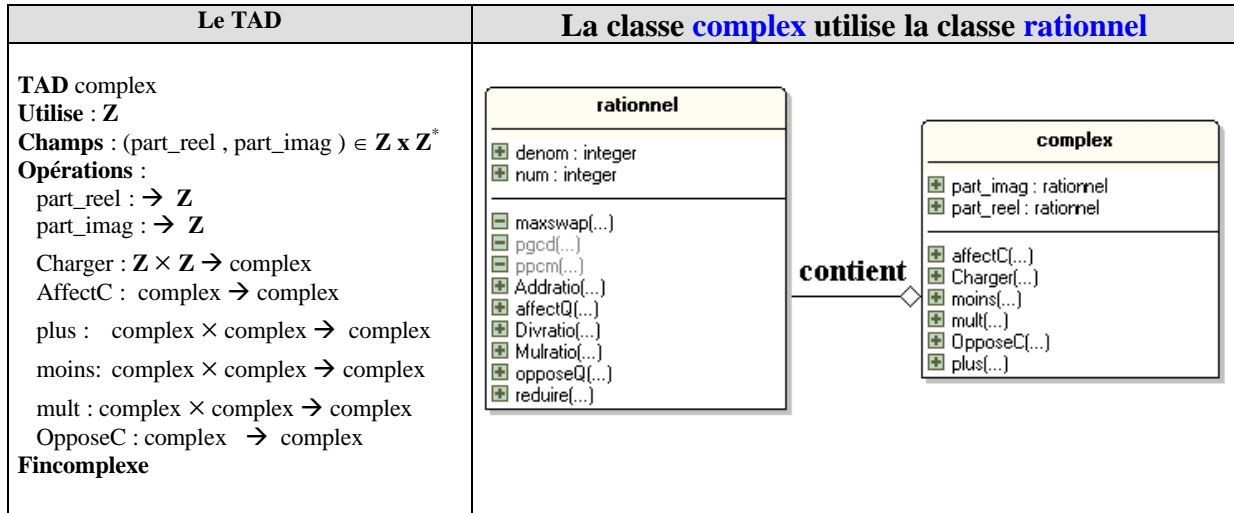 Le TAD
La classe complex utilise la classe rationnel
TAD complex
Utilise : Z
Champs : (part_reel , part_imag ) ∈ Z x Z*
Opérations :
part_reel : → Z
part_imag : → Z
Charger : Z × Z → complex
AffectC : complex → complex
plus : complex × complex → complex
moins: complex × complex → complex
mult : complex × complex → complex
OpposeC : complex → complex
Fincomplexe
rationnel
denom : integer
num : integer
maxswap(...)
pgcd(...)
ppcm(...)
Addratio(...)
affectQ(...)
Divratio(...)
Mulratio(...)
opposeQ(...)
reduire(...)
contient
complex
part_imag : rationnel
part_reel : rationnel
affectC(...)
Charger(...)
moins(...)
mult(...)
OpposeC(...)
plus(...)